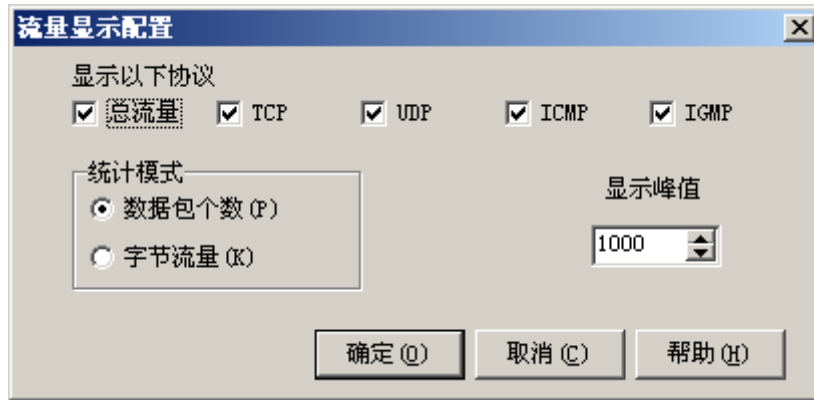 流量显示配置
显示以下协议
总流量 TCP UDP ICMP IGMP
统计模式
数据包个数(P)
显示峰值
字节流量(K)
1000
确定(O) 取消(C) 帮助(H)